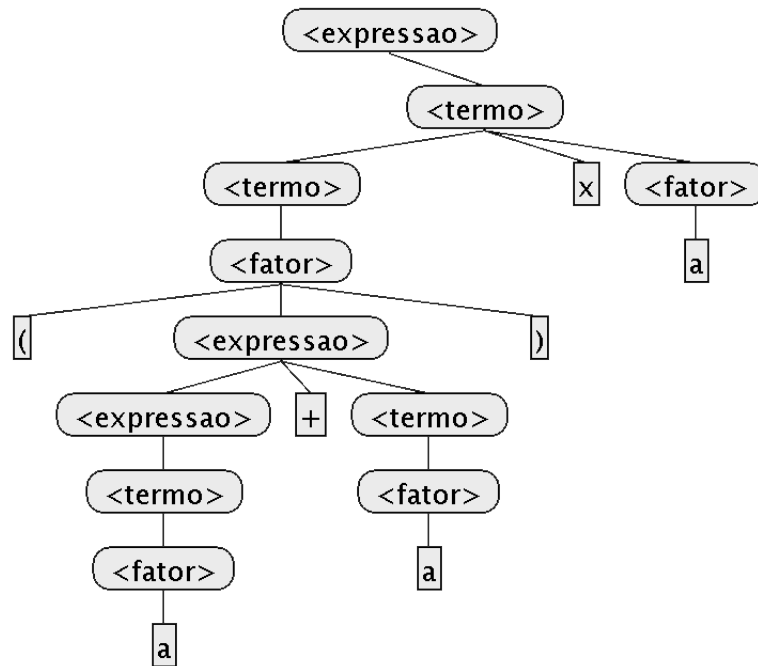 <expressao>
<termo>
<termo> x <fator>
<fator> a
( <expressao> )
<expressao> + <termo>
<termo> <fator>
<fator> a
a